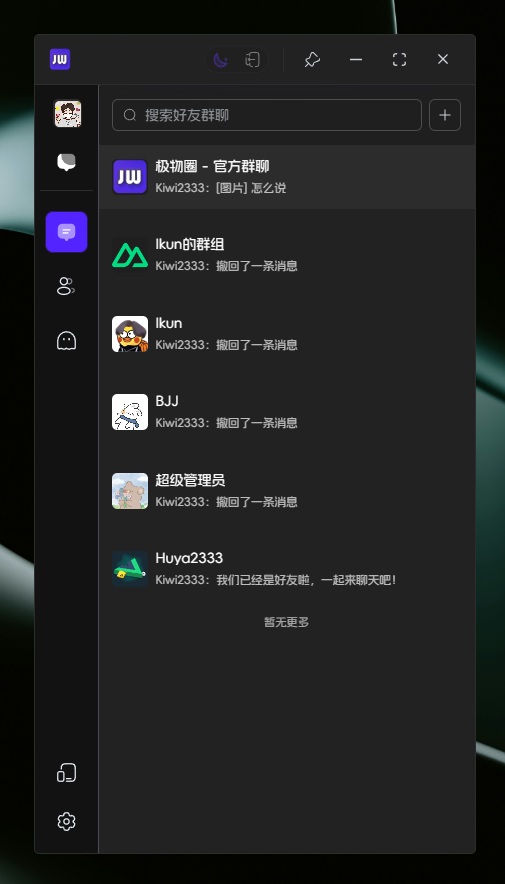 JW
搜索好友群聊
JW
极物圈 - 官方群聊
Kiwi2333：[图片] 怎么说
Ikun的群组
Kiwi2333：撤回了一条消息
Ikun
Kiwi2333：撤回了一条消息
BJJ
Kiwi2333：撤回了一条消息
超级管理员
Kiwi2333：撤回了一条消息
Huya2333
Kiwi2333：我们已经是好友啦，一起来聊天吧！
暂无更多